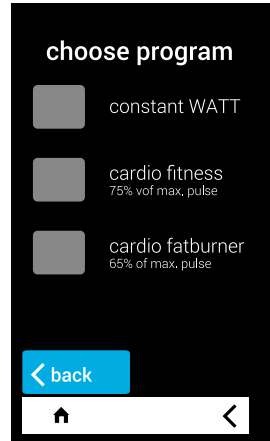 choose program
constant WATT
cardio fitness
75% vof max. pulse
cardio fatburner
65% of max. pulse
back